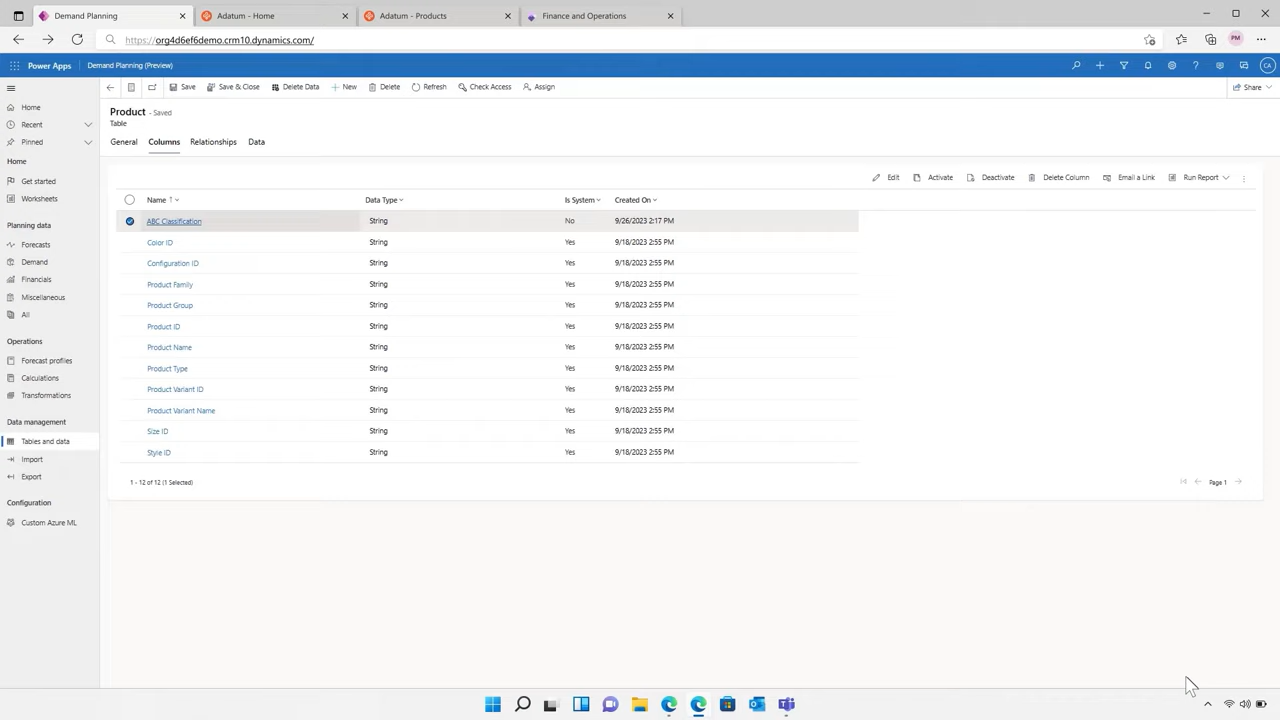 Demand Planning
Adatum - Home
Adatum - Products
Finance and Operations
https://org4d6ef6demo.crm10.dynamics.com/
PM
Power Apps
Demand Planning (Preview)
CA
Save
Save & Close
Delete Data
New
Delete
Refresh
Check Access
Assign
Share
Home
Recent
Pinned
Home
Get started
Worksheets
Planning data
Forecasts
Demand
Financials
Miscellaneous
All
Operations
Forecast profiles
Calculations
Transformations
Data management
Tables and data
Import
Export
Configuration
Custom Azure ML
Product - Saved
Table
General
Columns
Relationships
Data
Edit
Activate
Deactivate
Delete Column
Email a Link
Run Report
Name Data Type Is System Created On
ABC Classification String No 9/26/2023 2:17 PM
Color ID String Yes 9/18/2023 2:55 PM
Configuration ID String Yes 9/18/2023 2:55 PM
Product Family String Yes 9/18/2023 2:55 PM
Product Group String Yes 9/18/2023 2:55 PM
Product ID String Yes 9/18/2023 2:55 PM
Product Name String Yes 9/18/2023 2:55 PM
Product Type String Yes 9/18/2023 2:55 PM
Product Variant ID String Yes 9/18/2023 2:55 PM
Product Variant Name String Yes 9/18/2023 2:55 PM
Size ID String Yes 9/18/2023 2:55 PM
Style ID String Yes 9/18/2023 2:55 PM
1 - 12 of 12 (1 Selected)
Page 1